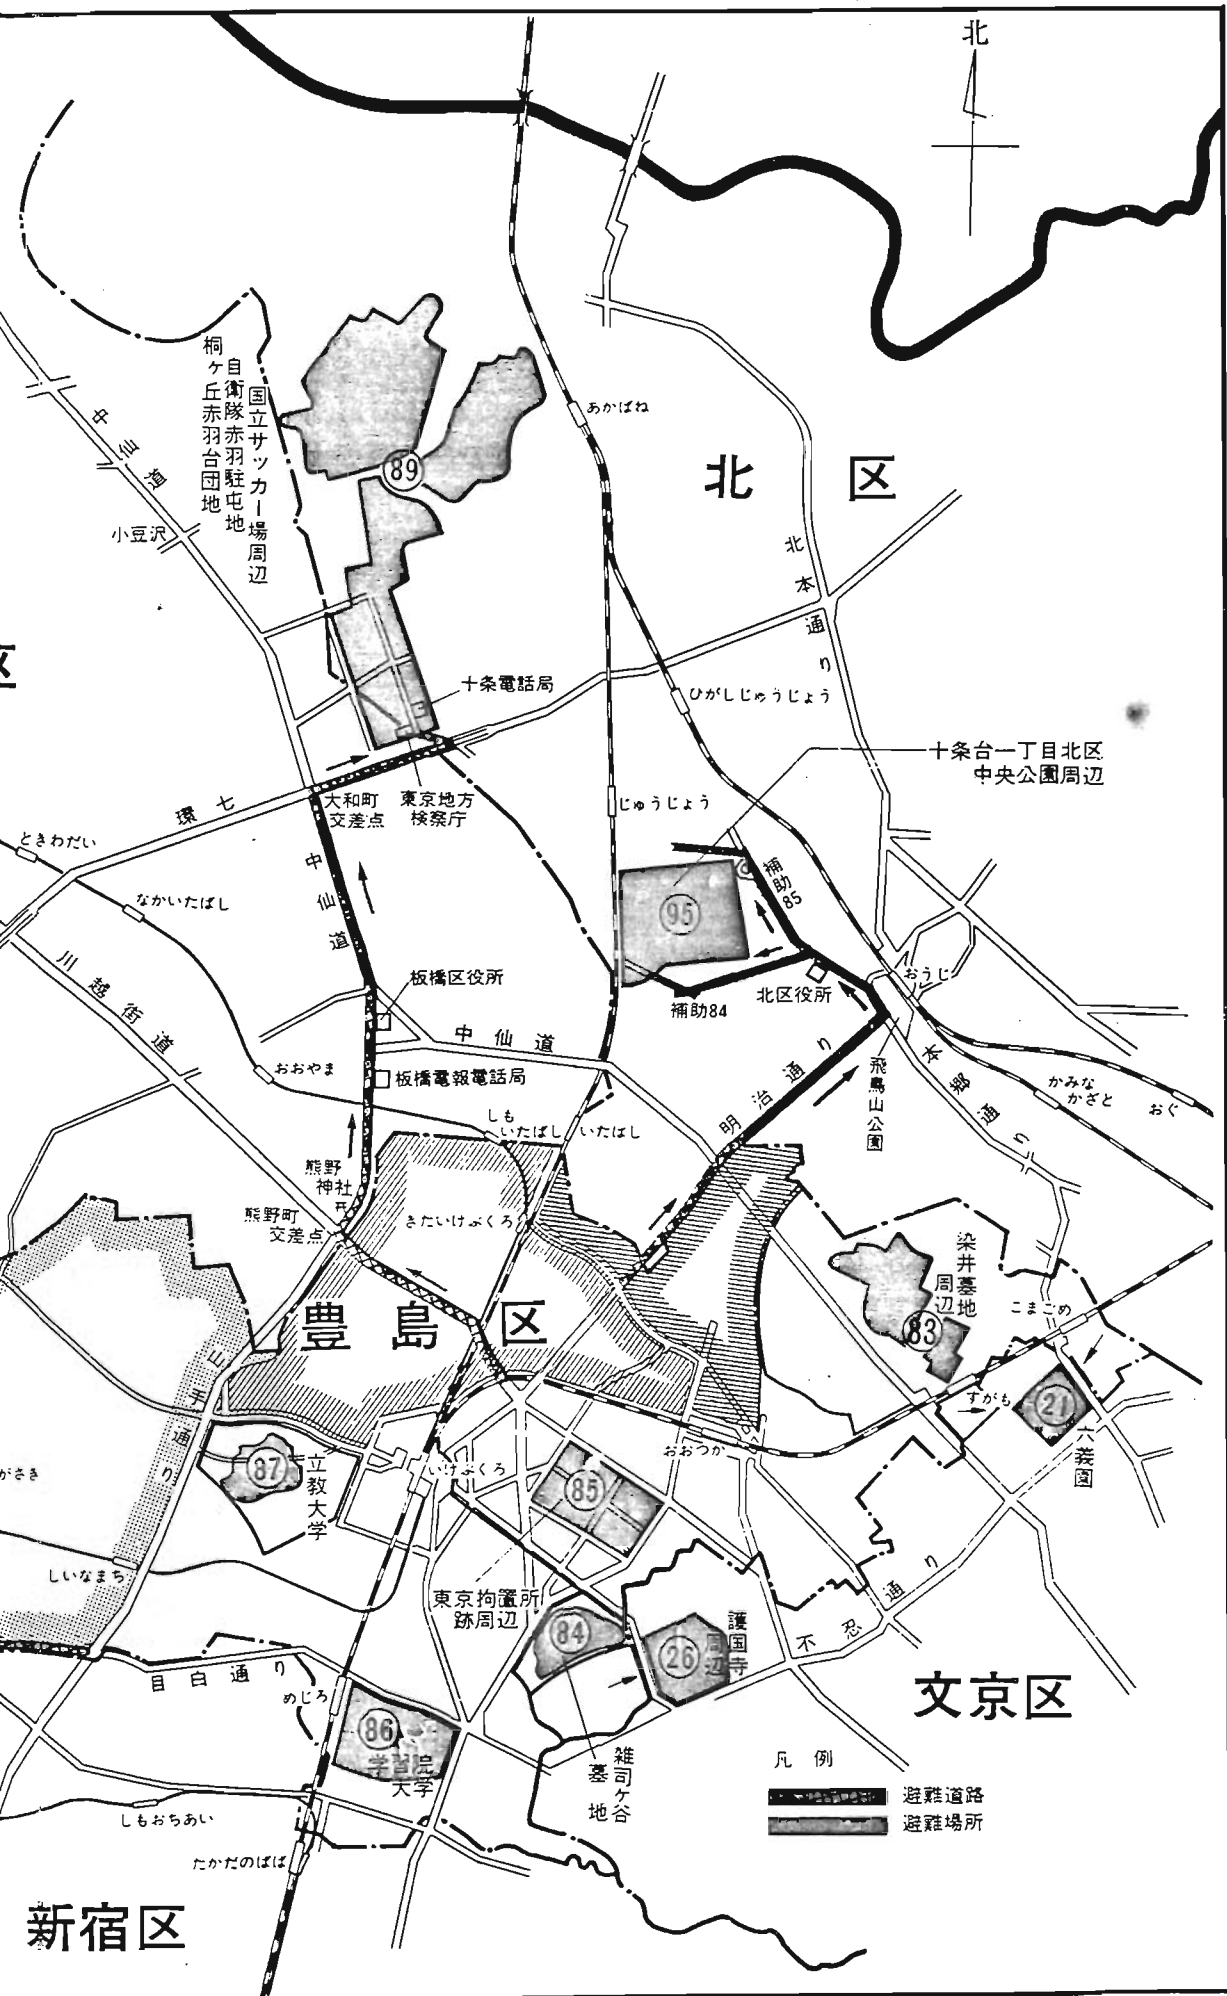 北
桐ヶ丘赤羽台団地
自衛隊赤羽駐屯地
国立サッカー場周辺
89
あかばね
北区
中仙道
小豆沢
北本通り
区
十条電話局
ひがしじゅうじょう
十条台一丁目北区
中央公園周辺
じゅうじょう
環七
大和町
交差点
東京地方
検察庁
ときわだい
なかいたばし
中仙道
補助85
95
川越街道
板橋区役所
北区役所
おうじ
補助84
中仙道
おおやま
板橋電報電話局
明治通り
飛鳥山公園
本郷通り
かみな
かざと
おぐ
しも
いたばし
いたばし
熊野
神社
熊野町
交差点
きたいけぶくろ
染井墓地
周辺
83
こまごめ
豊島区
山手通り
すがも
21
六義園
おおつか
がさき
87
立教大学
いけぶくろ
85
しいなまち
東京拘置所
跡周辺
84
護国寺
周辺
26
不忍通り
目白通り
めじろ
文京区
86
学習院
大学
雑司ケ谷
墓地
凡例
避難道路
避難場所
しもおちあい
たかだのばば
新宿区